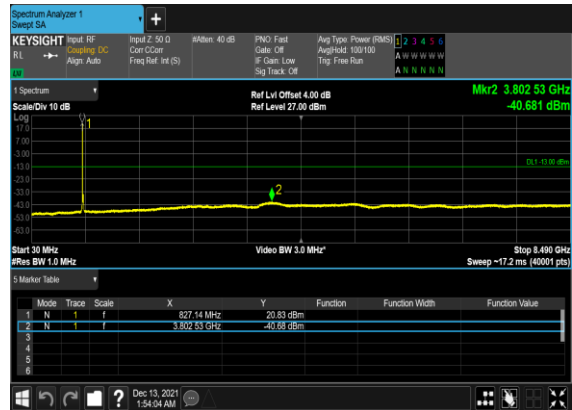 Spectrum Analyzer 1
Swept SA
KEYSIGHT Input: RF Input Z: 50 Ω #Atten: 40 dB PNO: Fast Avg Type: Power (RMS) 1 2 3 4 5 6
RL Coupling: DC Corr CCorr Gate: Off Avg|Hold: 100/100 A W W W W W
Align: Auto Freq Ref: Int (S) IF Gain: Low Trig: Free Run
Sig Track: Off A N N N N N
1 Spectrum Ref Lvl Offset 4.00 dB Mkr2 3.802 53 GHz
Scale/Div 10 dB Ref Level 27.00 dBm -40.681 dBm
Log
17.0
1
7.00
-3.00
-13.0 DL1 -13.00 dBm
-23.0
-33.0
2
-43.0
-53.0
-63.0
Start 30 MHz Video BW 3.0 MHz* Stop 8.490 GHz
#Res BW 1.0 MHz Sweep ~17.2 ms (40001 pts)
5 Marker Table
Mode Trace Scale X Y Function Function Width Function Value
1 N 1 f 827.14 MHz 20.83 dBm
2 N 1 f 3.802 53 GHz -40.68 dBm
3
4
5
6
? Dec 13, 2021
1:54:04 AM